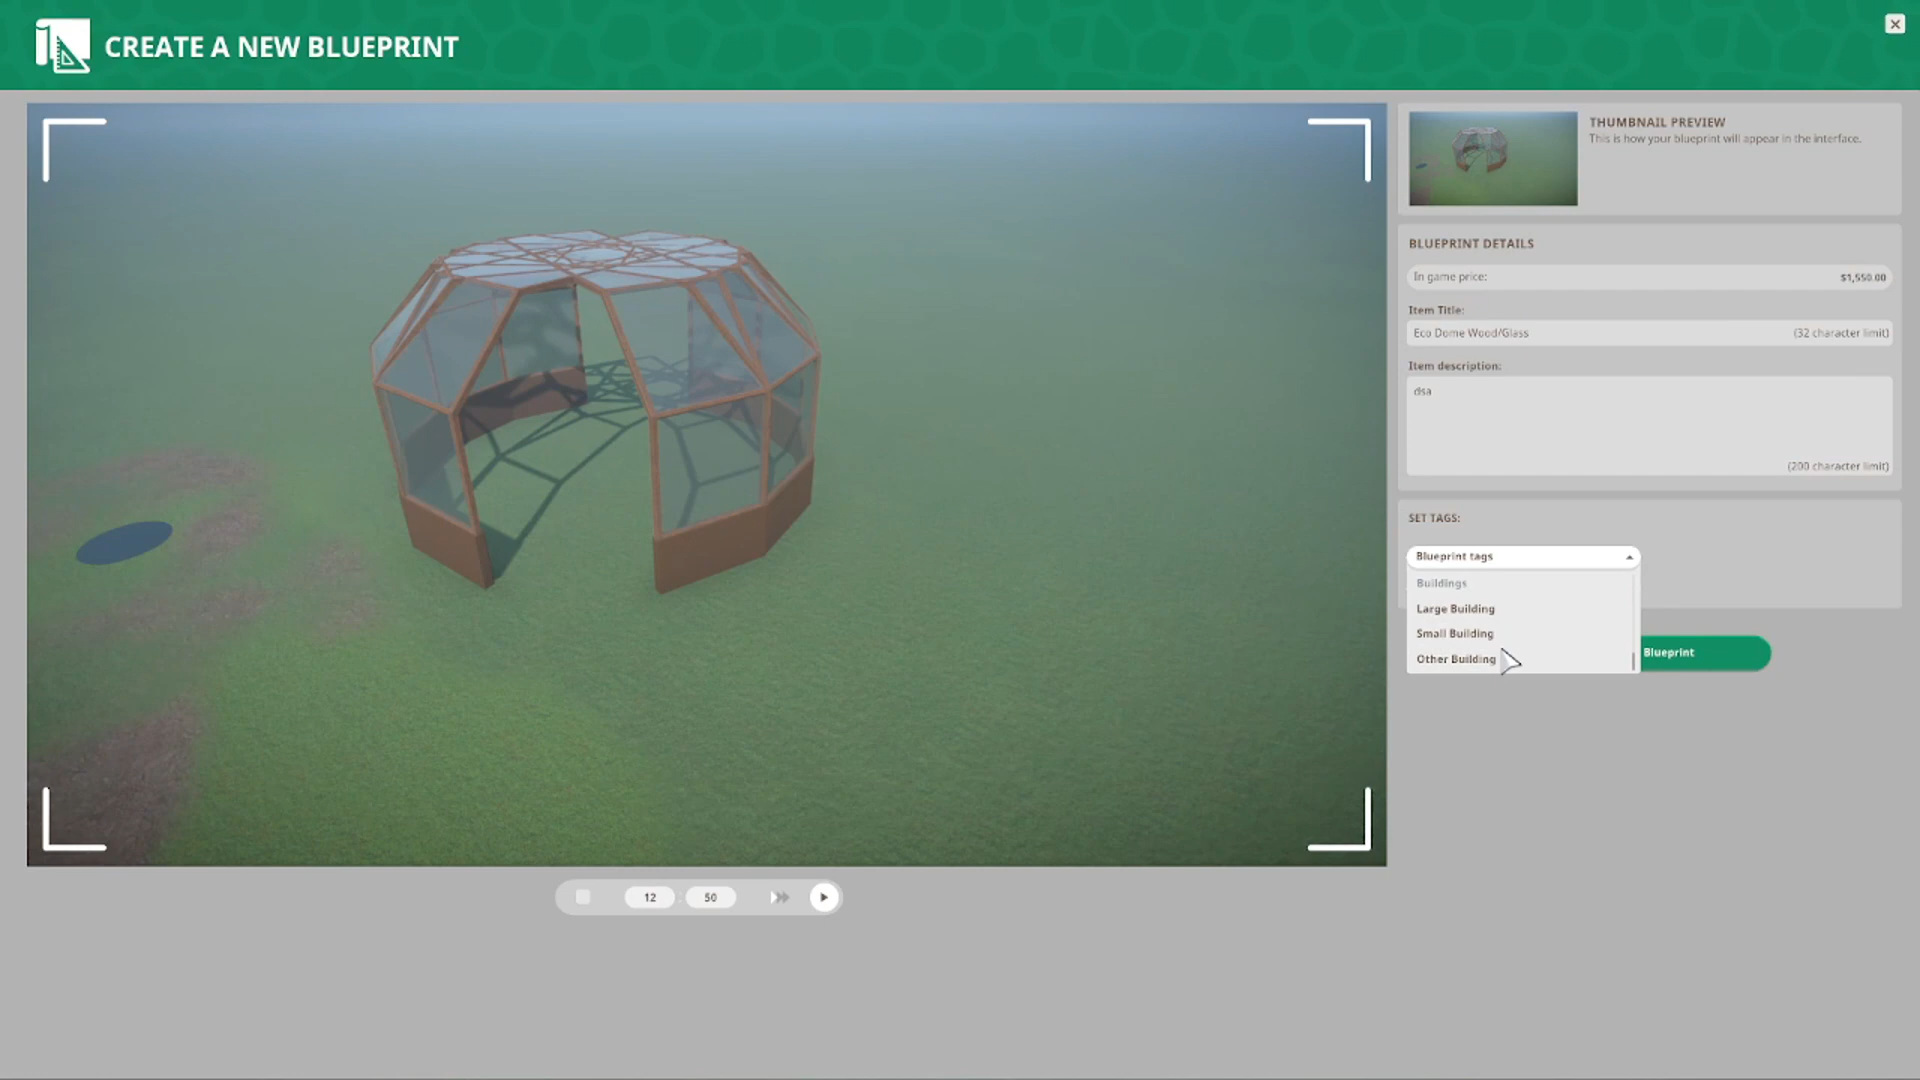 CREATE A NEW BLUEPRINT
THUMBNAIL PREVIEW
This is how your blueprint will appear in the interface.
BLUEPRINT DETAILS
In game price: $1,550.00
Item Title:
Eco Dome Wood/Glass (32 character limit)
Item description:
dsa
(200 character limit)
SET TAGS:
Blueprint tags
Buildings
Large Building
Small Building
Other Building
Blueprint
12 : 50